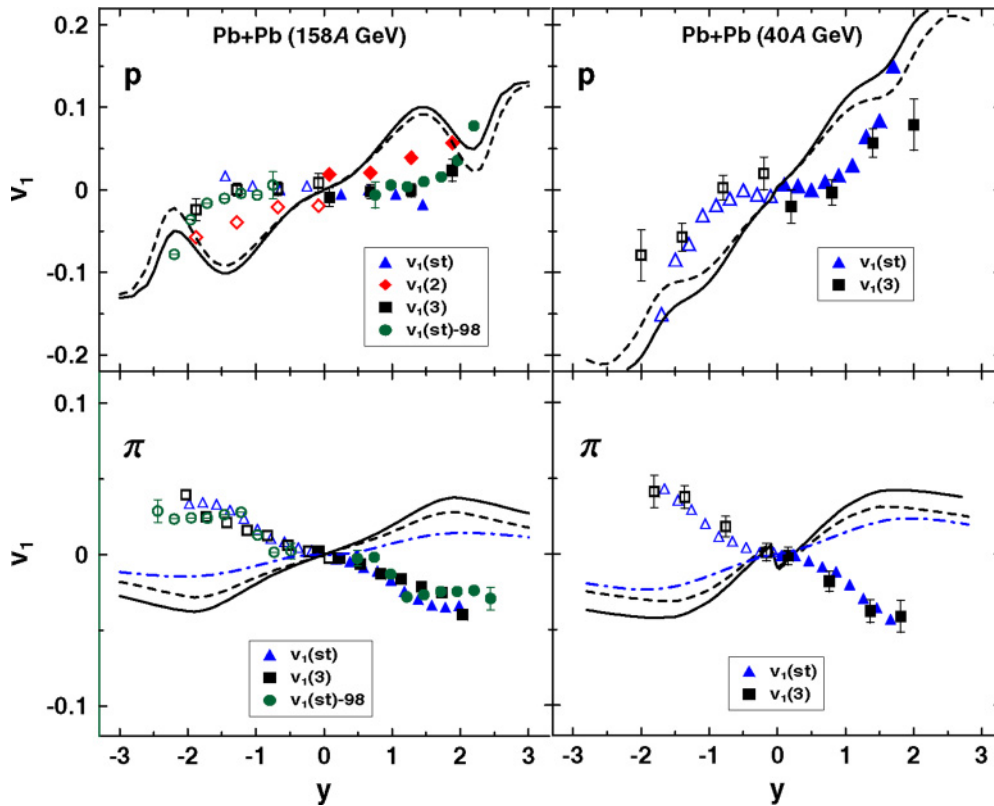 Pb+Pb (158A GeV)
p
v1
0.2
0.1
0.0
-0.1
-0.2
v1(st)
v1(2)
v1(3)
v1(st)-98
Pb+Pb (40A GeV)
p
v1(st)
v1(3)
π
v1
0.1
0
-0.1
v1(st)
v1(3)
v1(st)-98
-3 -2 -1 0 1 2 3
y
π
v1(st)
v1(3)
-3 -2 -1 0 1 2 3
y